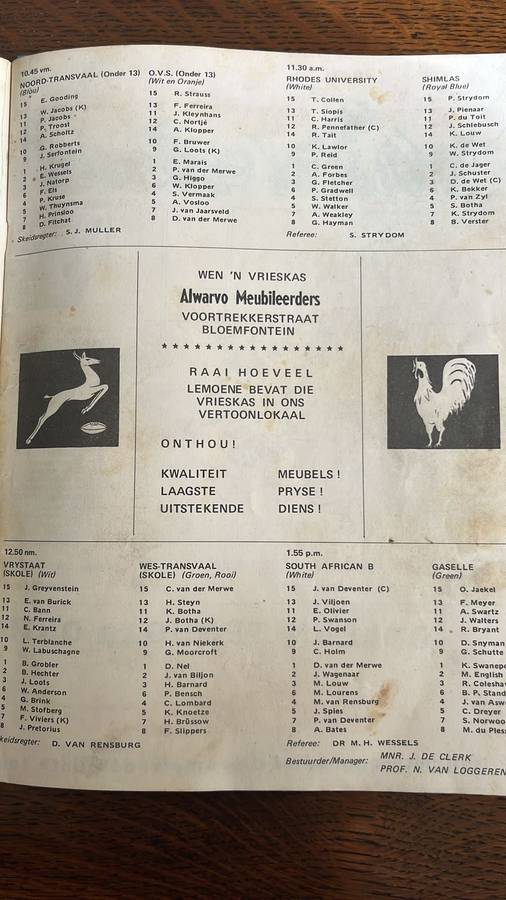 10.45 vm.
NOORD-TRANSVAAL (Onder 13)
(Blou)
15 E. Gooding
13 W. Jacobs (K)
11 P. Jacobs
12 P. Troost
14 A. Scholtz
10 G. Robberts
9 J. Serfontein
1 H. Krugel
2 E. Wessels
3 J. Natorp
6 F. Els
4 P. Kruse
5 W. Thuynsma
7 H. Prinsloo
8 D. Fitchat
Skeidsregter: S.J. MULLER
O.V.S. (Onder 13)
(Wit en Oranje)
15 R. Strauss
13 F. Ferreira
11 J. Kleynhans
12 C. Nortjé
14 A. Klopper
10 F. Bruwer
9 G. Loots (K)
1 E. Marais
2 P. van der Merwe
3 G. Higgo
6 W. Klopper
4 S. Vermaak
5 A. Vosloo
7 J. van Jaarsveld
8 D. van der Merwe
11.30 a.m.
RHODES UNIVERSITY
(White)
15 T. Collen
13 T. Siopis
11 C. Harris
12 R. Pennefather (C)
14 R. Tait
10 K. Lawlor
9 P. Reid
1 C. Green
2 A. Forbes
3 G. Fletcher
6 P. Gradwell
4 S. Stetton
5 W. Walker
7 A. Weakley
8 G. Hayman
Referee: S. STRYDOM
SHIMLAS
(Royal Blue)
15 P. Strydom
13 J. Pienaar
11 P. du Toit
12 J. Schlebusch
14 K. Louw
10 K. de Wet
9 W. Strydom
1 C. de Jager
2 J. Schuster
3 D. de Wet (C)
6 K. Bekker
4 P. van Zyl
5 S. Botha
7 K. Strydom
8 B. Verster
WEN 'N VRIESKAS
Alwarvo Meubileerders
VOORTREKKERSTRAAT
BLOEMFONTEIN
* * * * * * * * * * * * * * * *
RAAI HOEVEEL
LEMOENE BEVAT DIE
VRIESKAS IN ONS
VERTOONLOKAAL
ONTHOU!
KWALITEIT MEUBELS!
LAAGSTE PRYSE!
UITSTEKENDE DIENS!
12.50 nm.
VRYSTAAT
(SKOLE) (Wit)
15 J. Greyvenstein
13 E. van Burick
11 C. Bann
12 N. Ferreira
14 E. Krantz
10 L. Terblanche
9 W. Labuschagne
1 B. Grobler
2 B. Hechter
3 J. Loots
6 W. Anderson
4 G. Brink
5 M. Stofberg
7 F. Viviers (K)
8 J. Pretorius
keidsregter: D. VAN RENSBURG
WES-TRANSVAAL
(SKOLE) (Groen, Rooi)
15 C. van der Merwe
13 H. Steyn
11 K. Botha
12 J. Botha (K)
14 P. van Deventer
10 H. van Niekerk
9 G. Moorcroft
1 D. Nel
2 J. van Biljon
3 H. Barnard
6 P. Bensch
4 C. Lombard
5 K. Knoetze
7 H. Brüssow
8 F. Slippers
1.55 p.m.
SOUTH AFRICAN B
(White)
15 J. van Deventer (C)
13 J. Viljoen
11 E. Olivier
12 P. Swanson
14 L. Vogel
10 J. Barnard
9 C. Holm
1 D. van der Merwe
2 J. Wagenaar
3 M. Louw
6 M. Lourens
4 M. van Rensburg
5 J. Spies
7 P. van Deventer
8 A. Bates
Referee: DR M.H. WESSELS
Bestuurder/Manager: MNR. J. DE CLERK
PROF. N. VAN LOGGEREN
GASELLE
(Green)
15 O. Jaekel
13 F. Meyer
11 A. Swartz
12 J. Walters
14 R. Bryant
10 D. Snyman
9 G. Schutte
1 K. Swanepo
2 M. English
3 R. Colesha
6 B. P. Stand
4 J. van Asw
5 C. Dreyer
7 S. Norwoo
8 M. du Ples